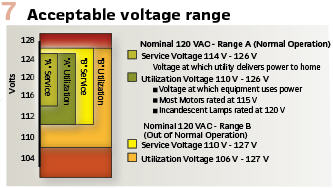 7 Acceptable voltage range
128
124
120
116
112
110
108
104
Volts
"A" Service
"A" Utilization
"B" Service
"B" Utilization
Nominal 120 VAC - Range A (Normal Operation)
Service Voltage 114 V - 126 V
Voltage at which utility delivers power to home
Utilization Voltage 110 V - 126 V
■ Voltage at which equipment uses power
■ Most Motors rated at 115 V
■ Incandescent Lamps rated at 120 V
Nominal 120 VAC - Range B
(Out of Normal Operation)
Service Voltage 110 V - 127 V
Utilization Voltage 106 V - 127 V